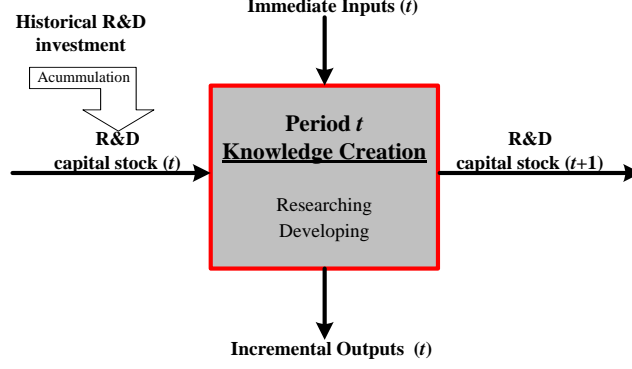 Immediate Inputs (t)
Historical R&D
investment
Acummulation
R&D
capital stock (t)
Period t
Knowledge Creation
Researching
Developing
R&D
capital stock (t+1)
Incremental Outputs (t)